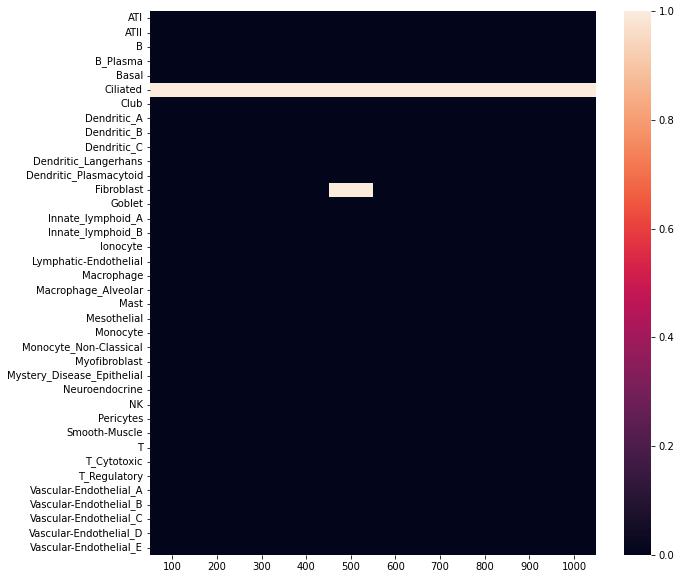 ATI
ATII
B
B_Plasma
Basal
Ciliated
Club
Dendritic_A
Dendritic_B
Dendritic_C
Dendritic_Langerhans
Dendritic_Plasmacytoid
Fibroblast
Goblet
Innate_lymphoid_A
Innate_lymphoid_B
Ionocyte
Lymphatic-Endothelial
Macrophage
Macrophage_Alveolar
Mast
Mesothelial
Monocyte
Monocyte_Non-Classical
Myofibroblast
Mystery_Disease_Epithelial
Neuroendocrine
NK
Pericytes
Smooth-Muscle
T
T_Cytotoxic
T_Regulatory
Vascular-Endothelial_A
Vascular-Endothelial_B
Vascular-Endothelial_C
Vascular-Endothelial_D
Vascular-Endothelial_E
100 200 300 400 500 600 700 800 900 1000
1.0
0.8
0.6
0.4
0.2
0.0